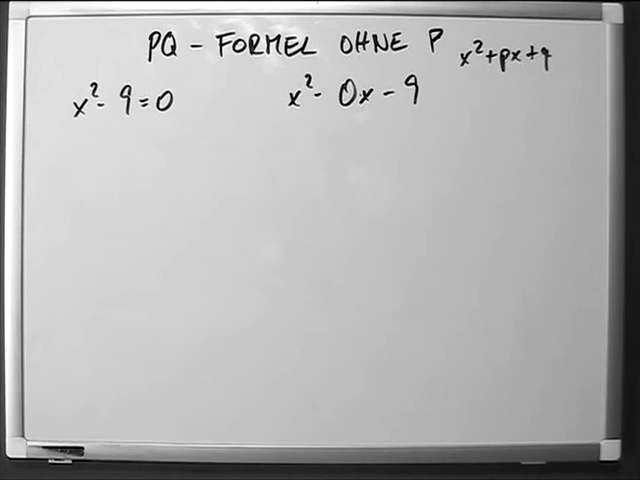 PQ - FORMEL OHNE P x²+px+q
x² - 9 = 0 x² - 0x - 9